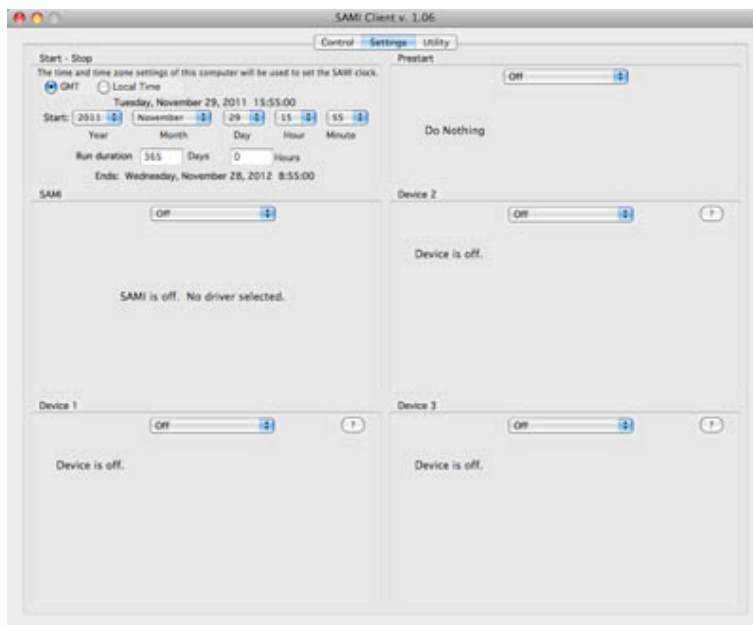 SAMI Client v. 1.06
Control Settings Utility
Start - Stop
The time and time zone settings of this computer will be used to set the SAMI clock.
GMT Local Time
Tuesday, November 29, 2011 15:55:00
Start: 2011 November 29 15 55
Year Month Day Hour Minute
Run duration 365 Days 0 Hours
Ends: Wednesday, November 28, 2012 8:55:00
Prestart
Off
Do Nothing
SAMI
Off
SAMI is off. No driver selected.
Device 2
Off ?
Device is off.
Device 1
Off ?
Device is off.
Device 3
Off ?
Device is off.